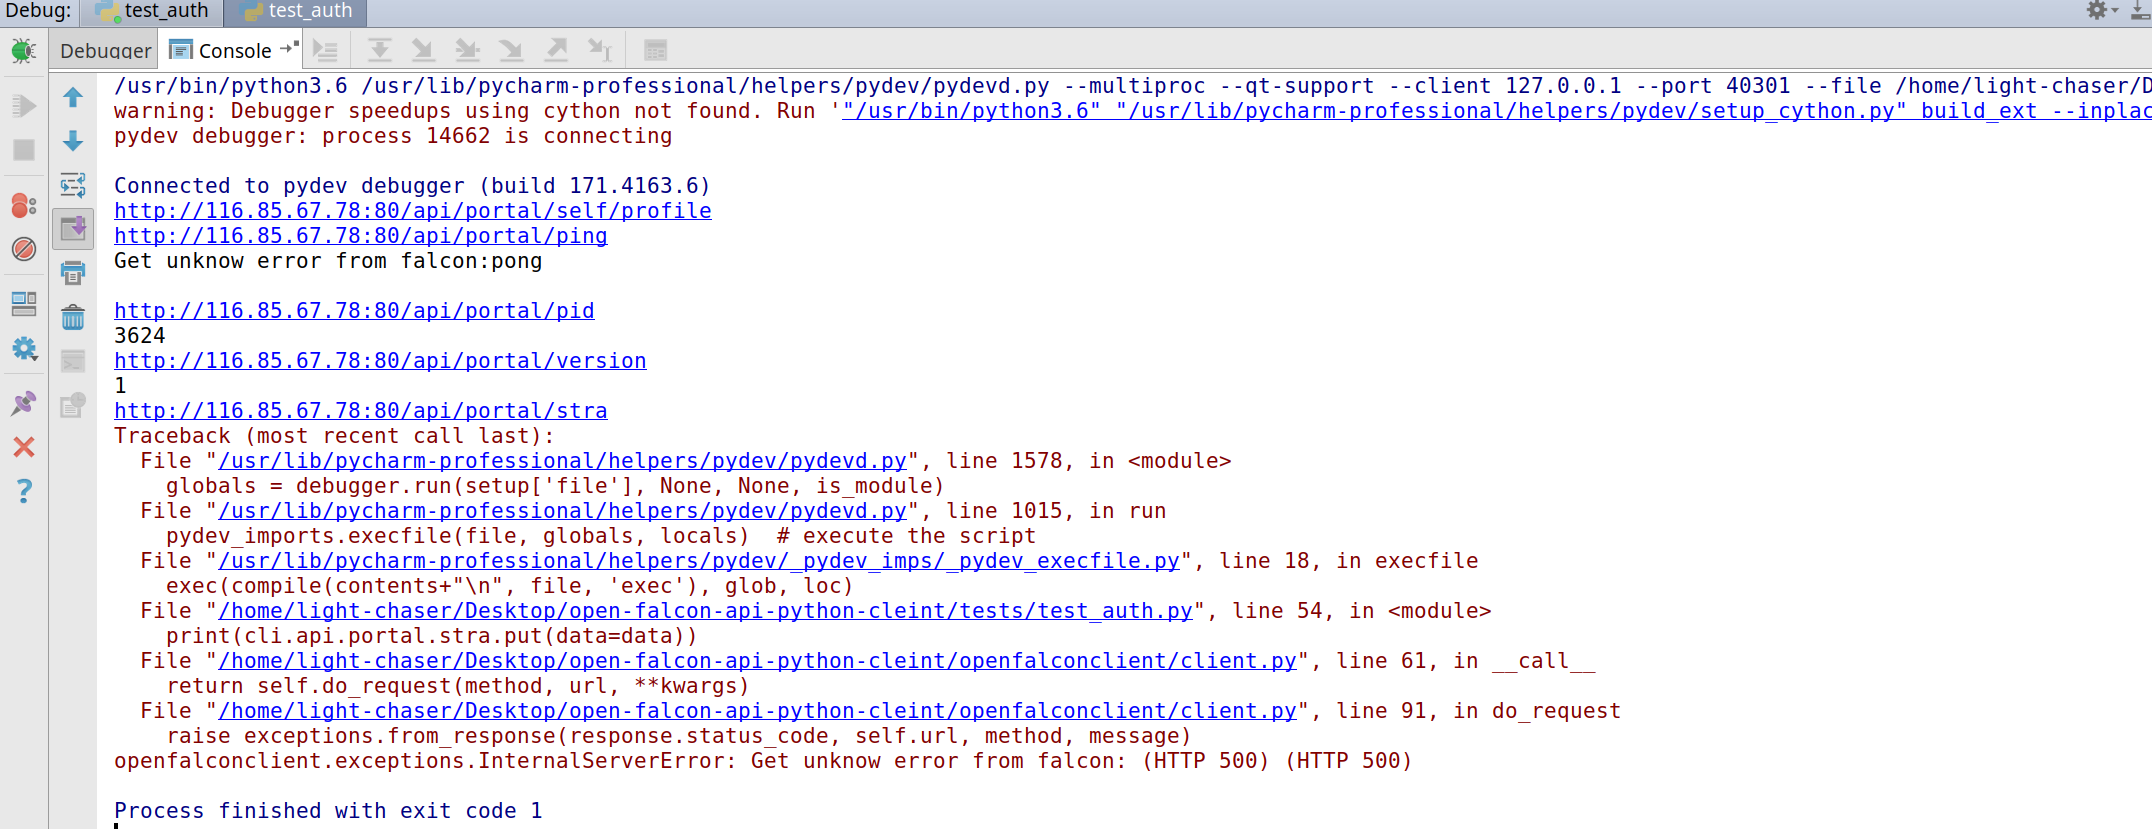 Debug: test_auth test_auth
Debugger Console
/usr/bin/python3.6 /usr/lib/pycharm-professional/helpers/pydev/pydevd.py --multiproc --qt-support --client 127.0.0.1 --port 40301 --file /home/light-chaser/D
warning: Debugger speedups using cython not found. Run '"/usr/bin/python3.6" "/usr/lib/pycharm-professional/helpers/pydev/setup_cython.py" build_ext --inplac
pydev debugger: process 14662 is connecting
Connected to pydev debugger (build 171.4163.6)
http://116.85.67.78:80/api/portal/self/profile
http://116.85.67.78:80/api/portal/ping
Get unknow error from falcon:pong
http://116.85.67.78:80/api/portal/pid
3624
http://116.85.67.78:80/api/portal/version
1
http://116.85.67.78:80/api/portal/stra
Traceback (most recent call last):
  File "/usr/lib/pycharm-professional/helpers/pydev/pydevd.py", line 1578, in <module>
    globals = debugger.run(setup['file'], None, None, is_module)
  File "/usr/lib/pycharm-professional/helpers/pydev/pydevd.py", line 1015, in run
    pydev_imports.execfile(file, globals, locals)  # execute the script
  File "/usr/lib/pycharm-professional/helpers/pydev/_pydev_imps/_pydev_execfile.py", line 18, in execfile
    exec(compile(contents+"\n", file, 'exec'), glob, loc)
  File "/home/light-chaser/Desktop/open-falcon-api-python-cleint/tests/test_auth.py", line 54, in <module>
    print(cli.api.portal.stra.put(data=data))
  File "/home/light-chaser/Desktop/open-falcon-api-python-cleint/openfalconclient/client.py", line 61, in __call__
    return self.do_request(method, url, **kwargs)
  File "/home/light-chaser/Desktop/open-falcon-api-python-cleint/openfalconclient/client.py", line 91, in do_request
    raise exceptions.from_response(response.status_code, self.url, method, message)
openfalconclient.exceptions.InternalServerError: Get unknow error from falcon: (HTTP 500) (HTTP 500)
Process finished with exit code 1